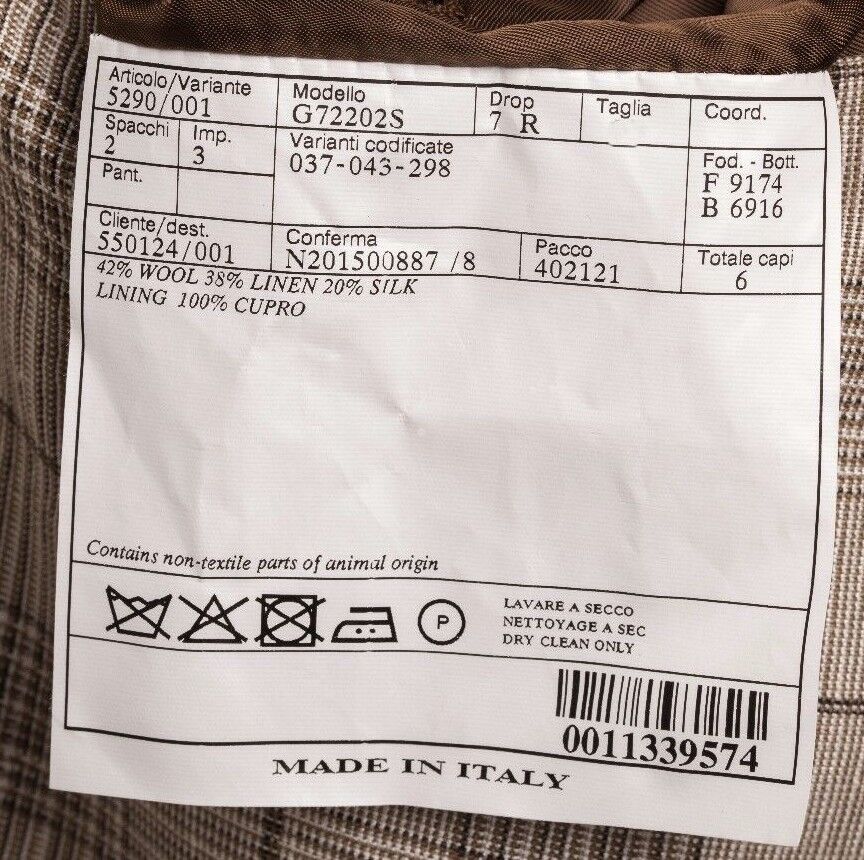 Articolo/Variante Modello Drop Taglia Coord.
5290/001 G72202S 7 R
Spacchi Imp. Varianti codificate Fod. - Bott.
2 3 037-043-298 F 9174
Pant. B 6916
Cliente/dest. Conferma Pacco Totale capi
550124/001 N201500887 /8 402121 6
42% WOOL 38% LINEN 20% SILK
LINING 100% CUPRO
Contains non-textile parts of animal origin
P
LAVARE A SECCO
NETTOYAGE A SEC
DRY CLEAN ONLY
0011339574
MADE IN ITALY